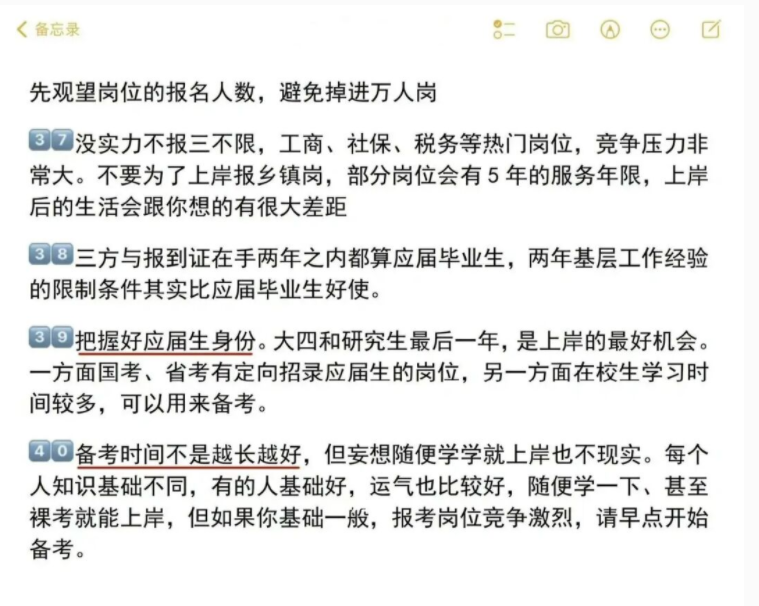 备忘录
先观望岗位的报名人数，避免掉进万人岗
37没实力不报三不限，工商、社保、税务等热门岗位，竞争压力非
常大。不要为了上岸报乡镇岗，部分岗位会有5年的服务年限，上岸
后的生活会跟你想的有很大差距
38三方与报到证在手两年之内都算应届毕业生，两年基层工作经验
的限制条件其实比应届毕业生好使。
39把握好应届生身份。大四和研究生最后一年，是上岸的最好机会。
一方面国考、省考有定向招录应届生的岗位，另一方面在校生学习时
间较多，可以用来备考。
40备考时间不是越长越好，但妄想随便学学就上岸也不现实。每个
人知识基础不同，有的人基础好，运气也比较好，随便学一下、甚至
裸考就能上岸，但如果你基础一般，报考岗位竞争激烈，请早点开始
备考。